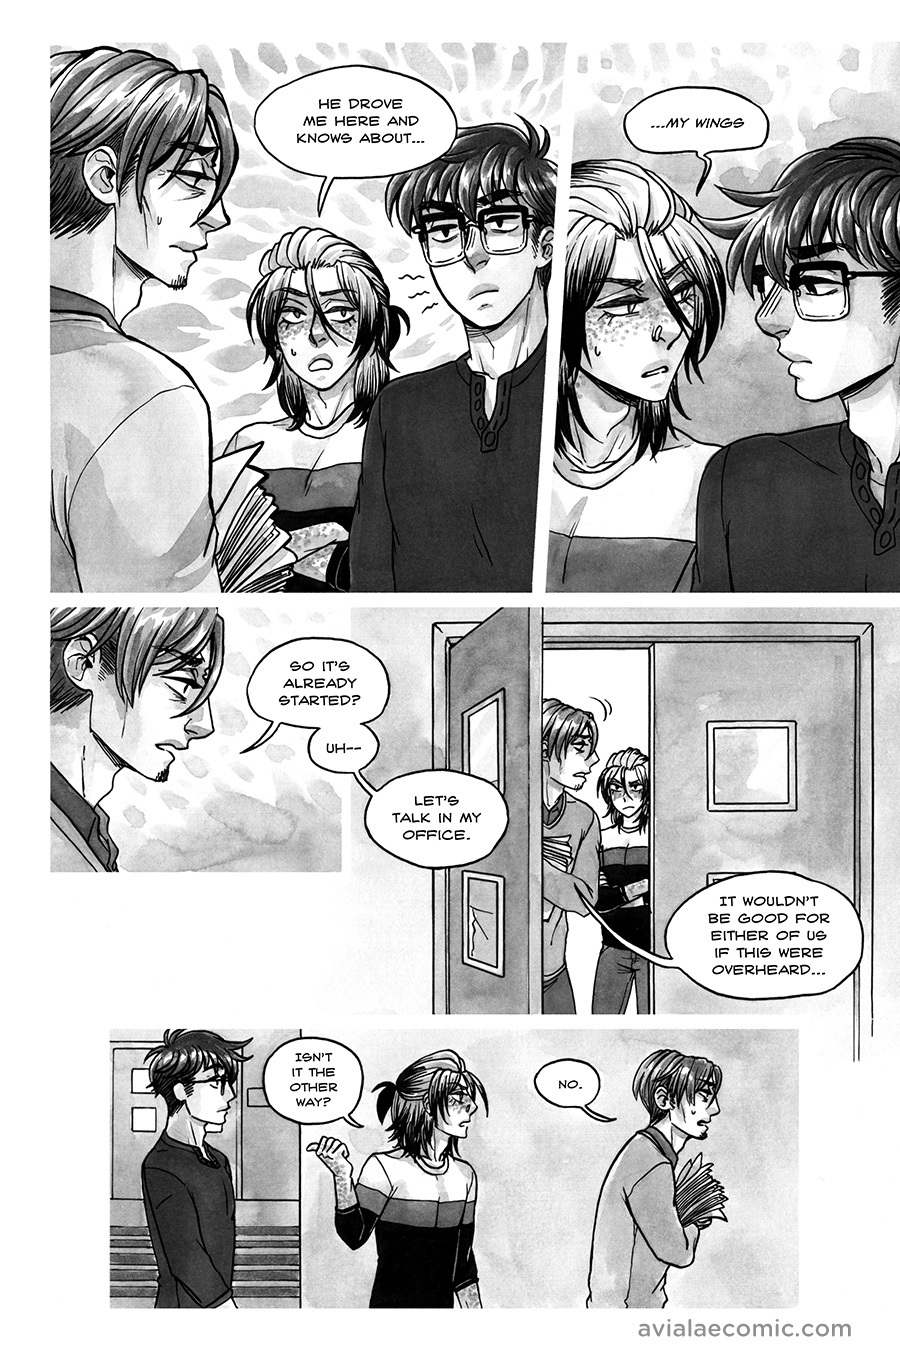 HE DROVE
ME HERE AND
KNOWS ABOUT...
...MY WINGS
SO IT'S
ALREADY
STARTED?
UH--
LET'S
TALK IN MY
OFFICE.
IT WOULDN'T
BE GOOD FOR
EITHER OF US
IF THIS WERE
OVERHEARD...
ISN'T
IT THE
OTHER
WAY?
NO.
avialaecomic.com